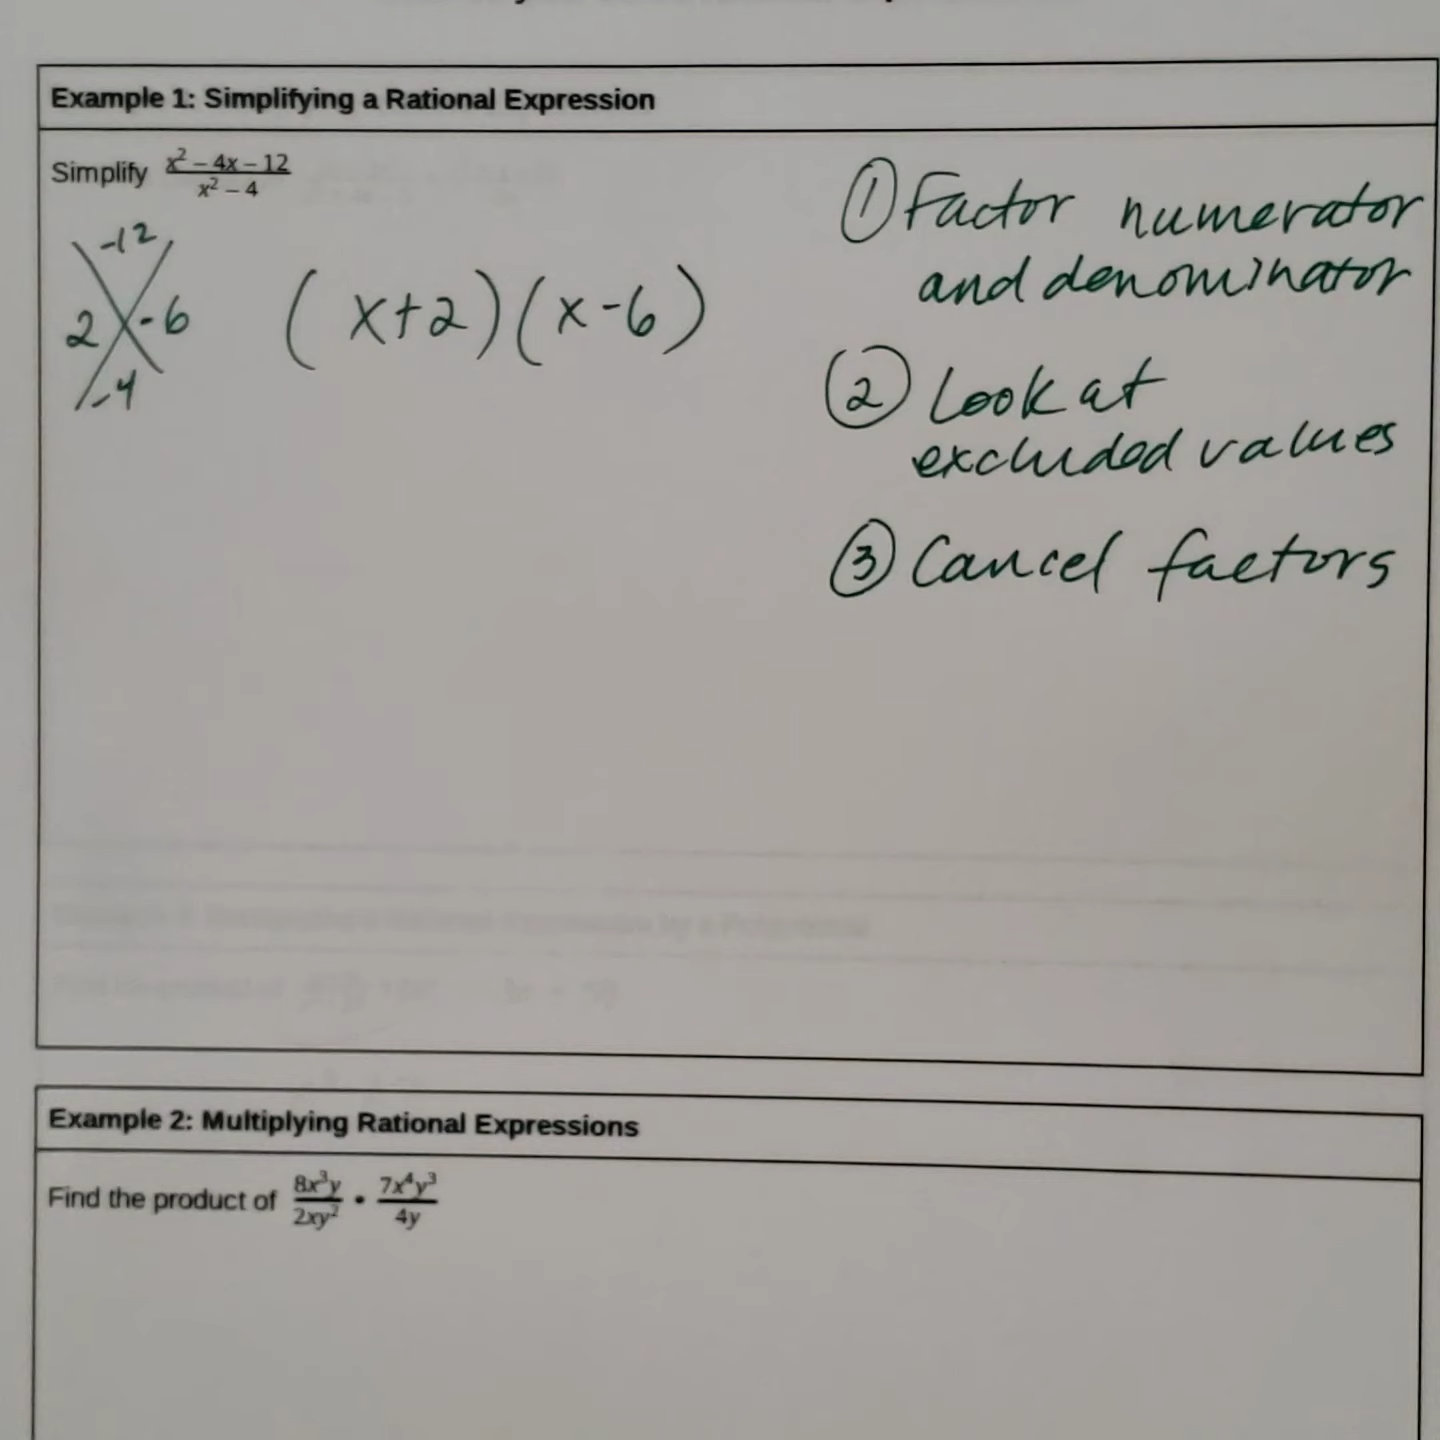 Example 1: Simplifying a Rational Expression
Simplify x² – 4x – 12 / x² – 4
-12
2 -6
-4
(x+2)(x-6)
① Factor numerator
and denominator
② Look at
excluded values
③ Cancel factors
Example 2: Multiplying Rational Expressions
Find the product of 8x³y / 2xy² • 7x⁴y³ / 4y